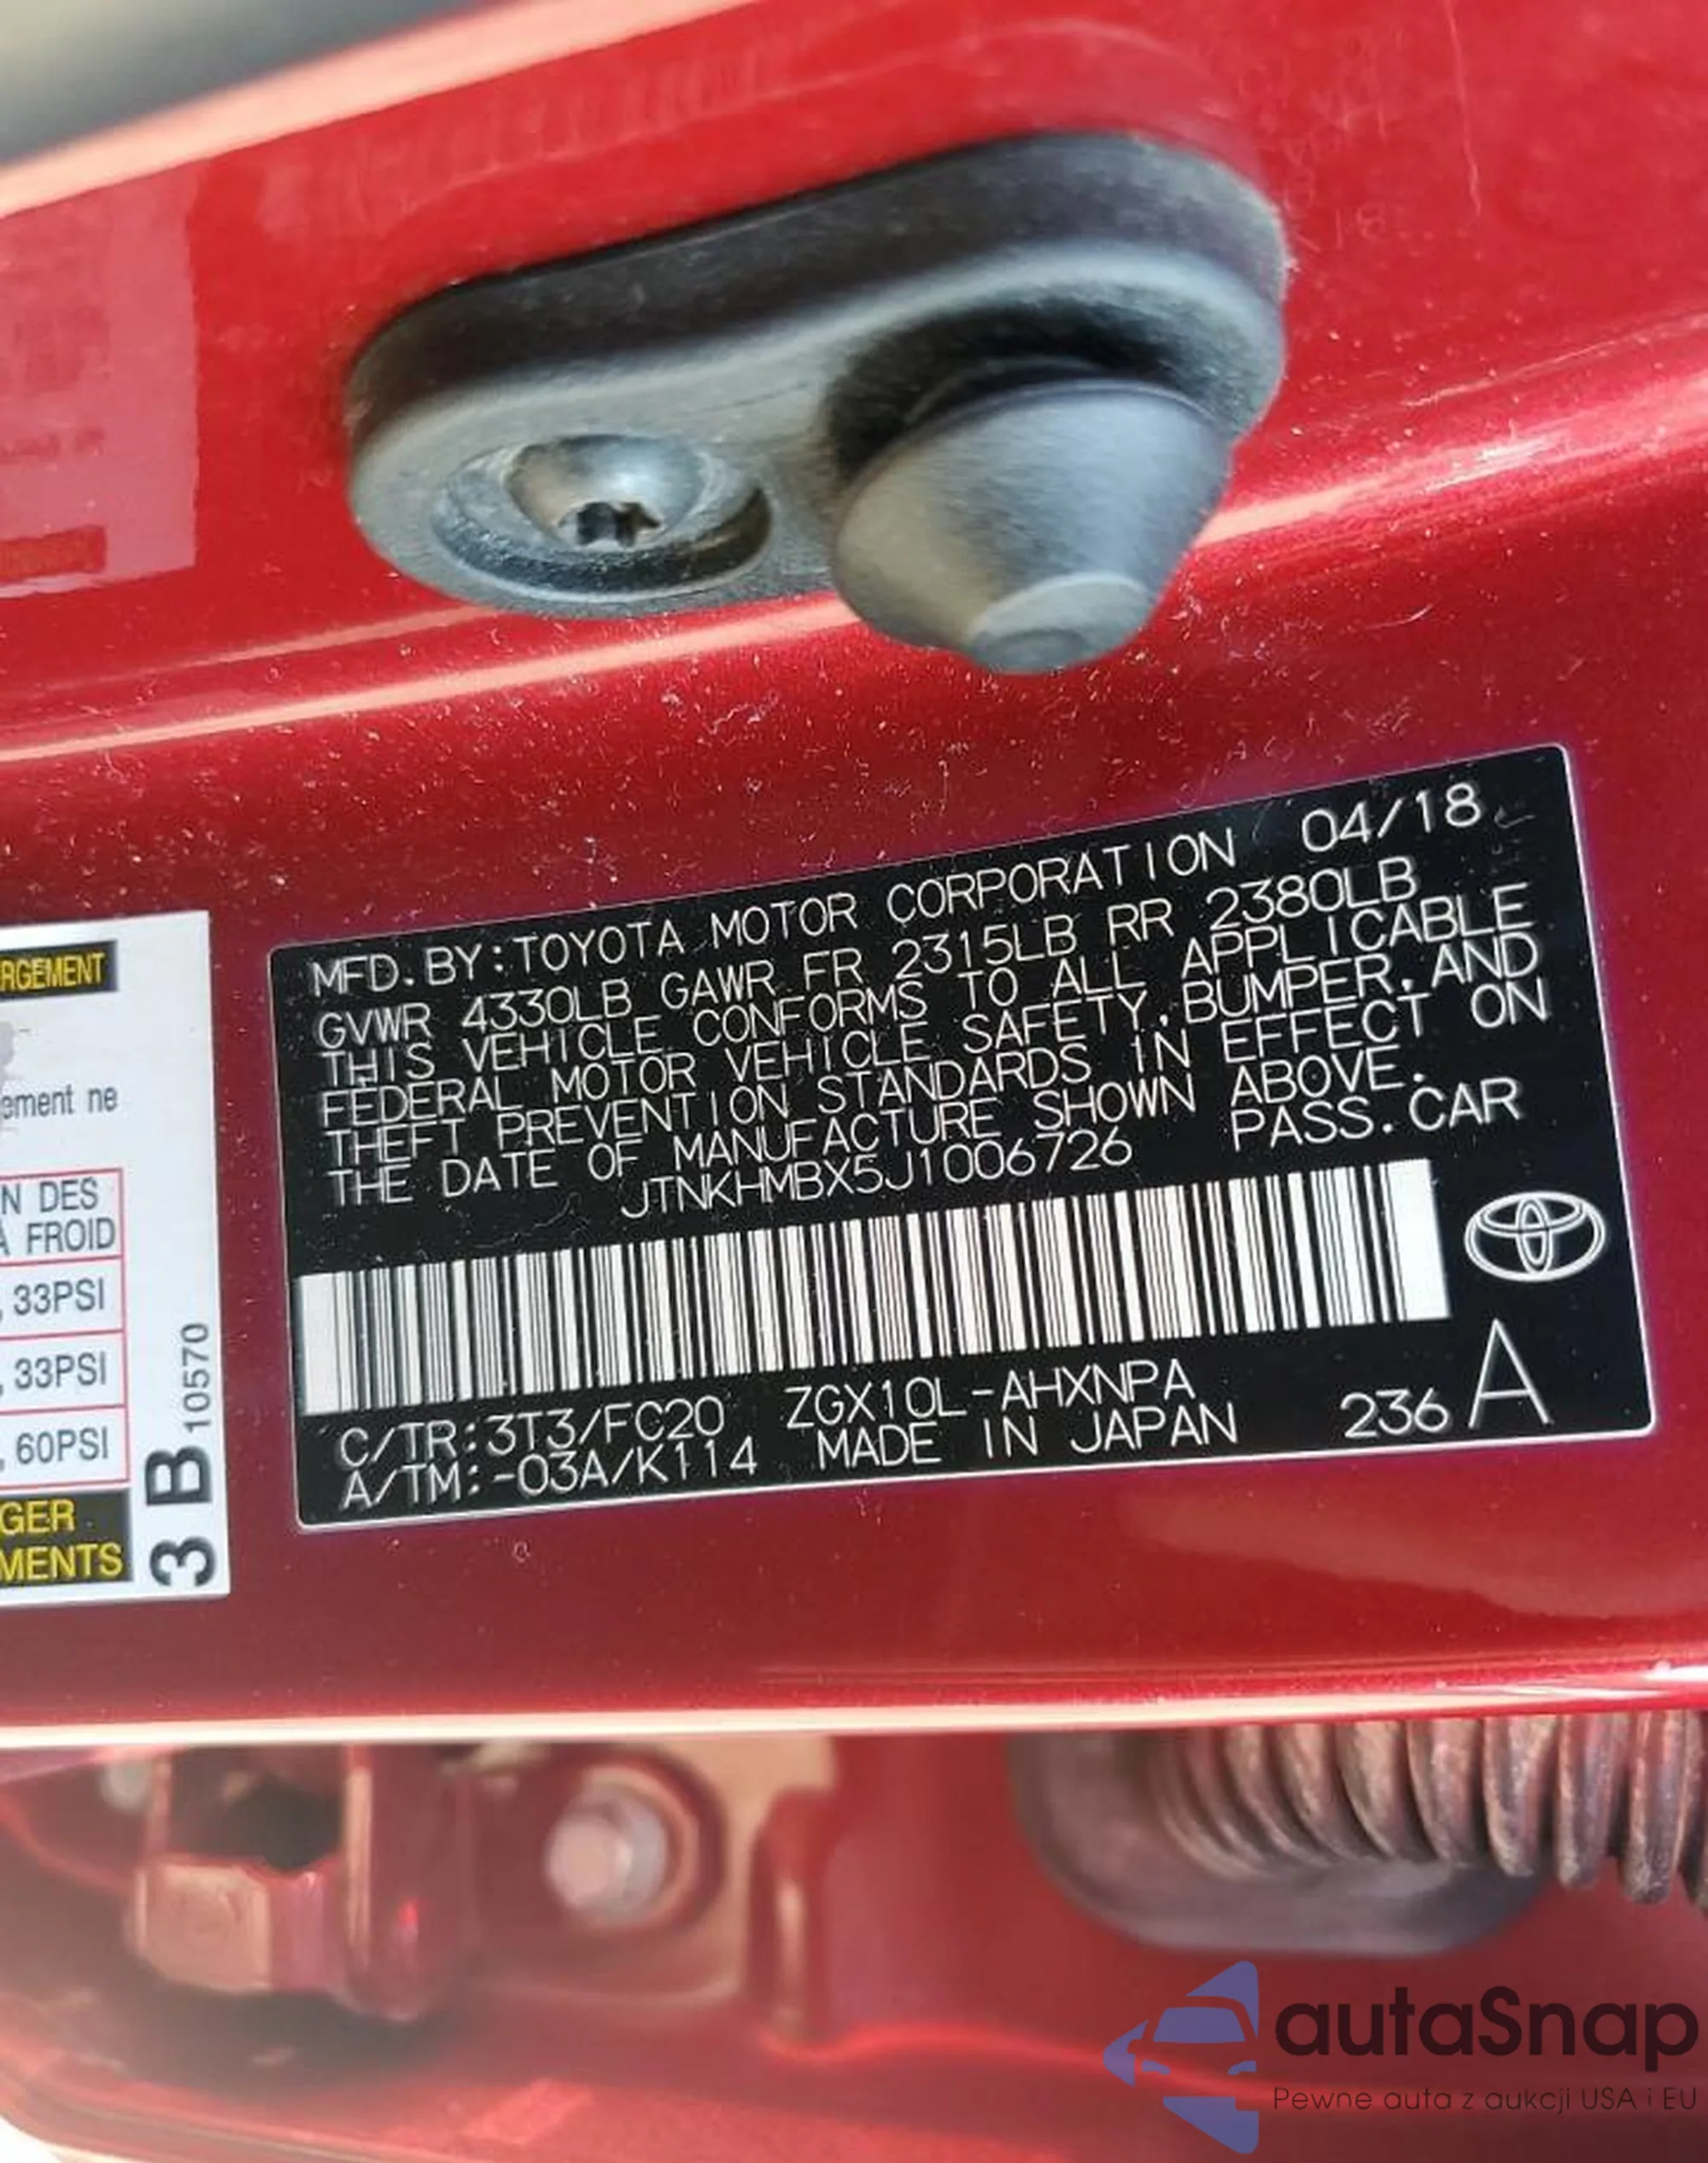 MFD. BY: TOYOTA MOTOR CORPORATION 04/18
GVWR 4330LB GAWR FR 2315LB RR 2380LB
THIS VEHICLE CONFORMS TO ALL APPLICABLE
FEDERAL MOTOR VEHICLE SAFETY, BUMPER, AND
THEFT PREVENTION STANDARDS IN EFFECT ON
THE DATE OF MANUFACTURE SHOWN ABOVE.
JTNKHMBX5J1006726 PASS. CAR
C/TR: 3T3/FC20 ZGX10L-AHXNPA
A/TM: -03A/K114 MADE IN JAPAN
236 A
RGEMENT
ement ne
N DES
A FROID
, 33PSI
, 33PSI
, 60PSI
GER
MENTS
3 B 10570
autaSnap
Pewne auta z aukcji USA i EU